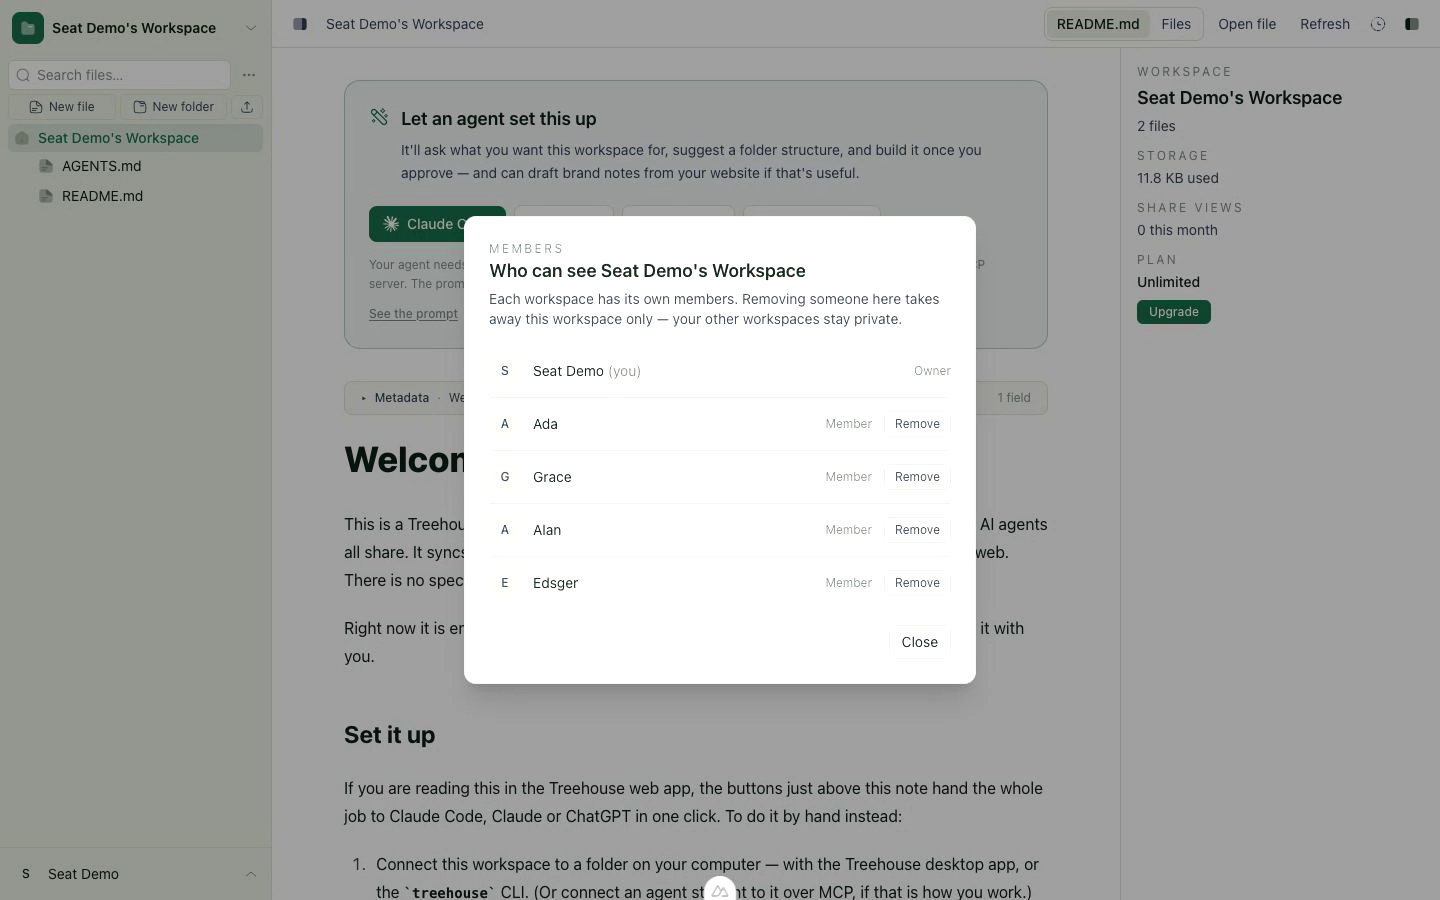 Seat Demo's Workspace
Search files...
New file
New folder
Seat Demo's Workspace
AGENTS.md
README.md
S
Seat Demo
Seat Demo's Workspace
README.md
Files
Open file
Refresh
Let an agent set this up
It'll ask what you want this workspace for, suggest a folder structure, and build it once you
approve — and can draft brand notes from your website if that's useful.
Claude C
Your agent needs
server. The prom
See the prompt
Metadata ·
1 field
This is a
AI agents
all share. It syncs
web.
There is no
Right now it is
it with
you.
Set it up
If you are reading this in the Treehouse web app, the buttons just above this note hand the whole
job to Claude Code, Claude or ChatGPT in one click. To do it by hand instead:
1. Connect this workspace to a folder on your computer — with the Treehouse desktop app, or
the `treehouse` CLI. (Or connect an agent to it over MCP, if that is how you work.)
MEMBERS
Who can see Seat Demo's Workspace
Each workspace has its own members. Removing someone here takes
away this workspace only — your other workspaces stay private.
S Seat Demo (you) Owner
A Ada Member Remove
G Grace Member Remove
A Alan Member Remove
E Edsger Member Remove
Close
WORKSPACE
Seat Demo's Workspace
2 files
STORAGE
11.8 KB used
SHARE VIEWS
0 this month
PLAN
Unlimited
Upgrade